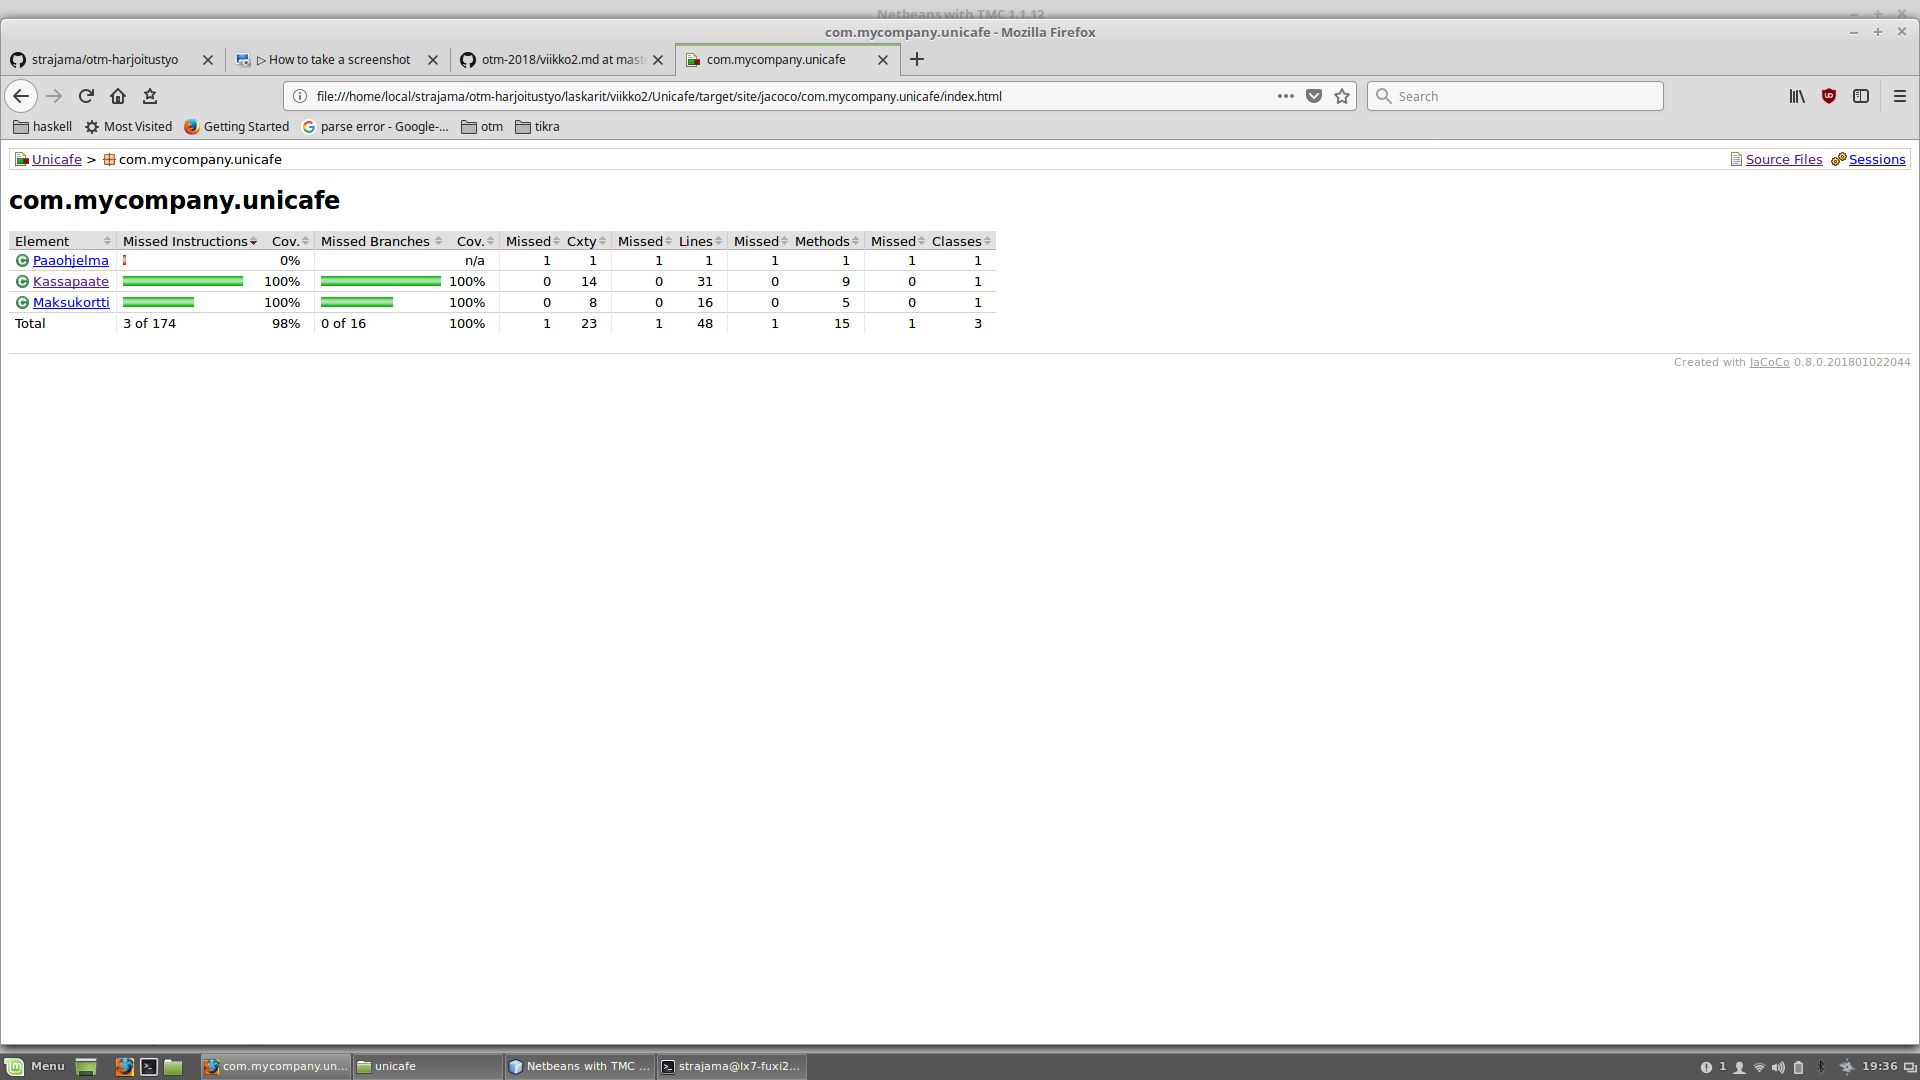 Netbeans with TMC 1.1.12
com.mycompany.unicafe - Mozilla Firefox
strajama/otm-harjoitustyo
▷ How to take a screenshot
otm-2018/viikko2.md at mast
com.mycompany.unicafe
file:///home/local/strajama/otm-harjoitustyo/laskarit/viikko2/Unicafe/target/site/jacoco/com.mycompany.unicafe/index.html
Search
haskell Most Visited Getting Started parse error - Google-... otm tikra
Unicafe > com.mycompany.unicafe Source Files Sessions
com.mycompany.unicafe
Element Missed Instructions Cov. Missed Branches Cov. Missed Cxty Missed Lines Missed Methods Missed Classes
Paaohjelma 0% n/a 1 1 1 1 1 1 1 1
Kassapaate 100% 100% 0 14 0 31 0 9 0 1
Maksukortti 100% 100% 0 8 0 16 0 5 0 1
Total 3 of 174 98% 0 of 16 100% 1 23 1 48 1 15 1 3
Created with JaCoCo 0.8.0.201801022044
Menu com.mycompany.un... unicafe Netbeans with TMC ... strajama@lx7-fuxi2... 1 19:36